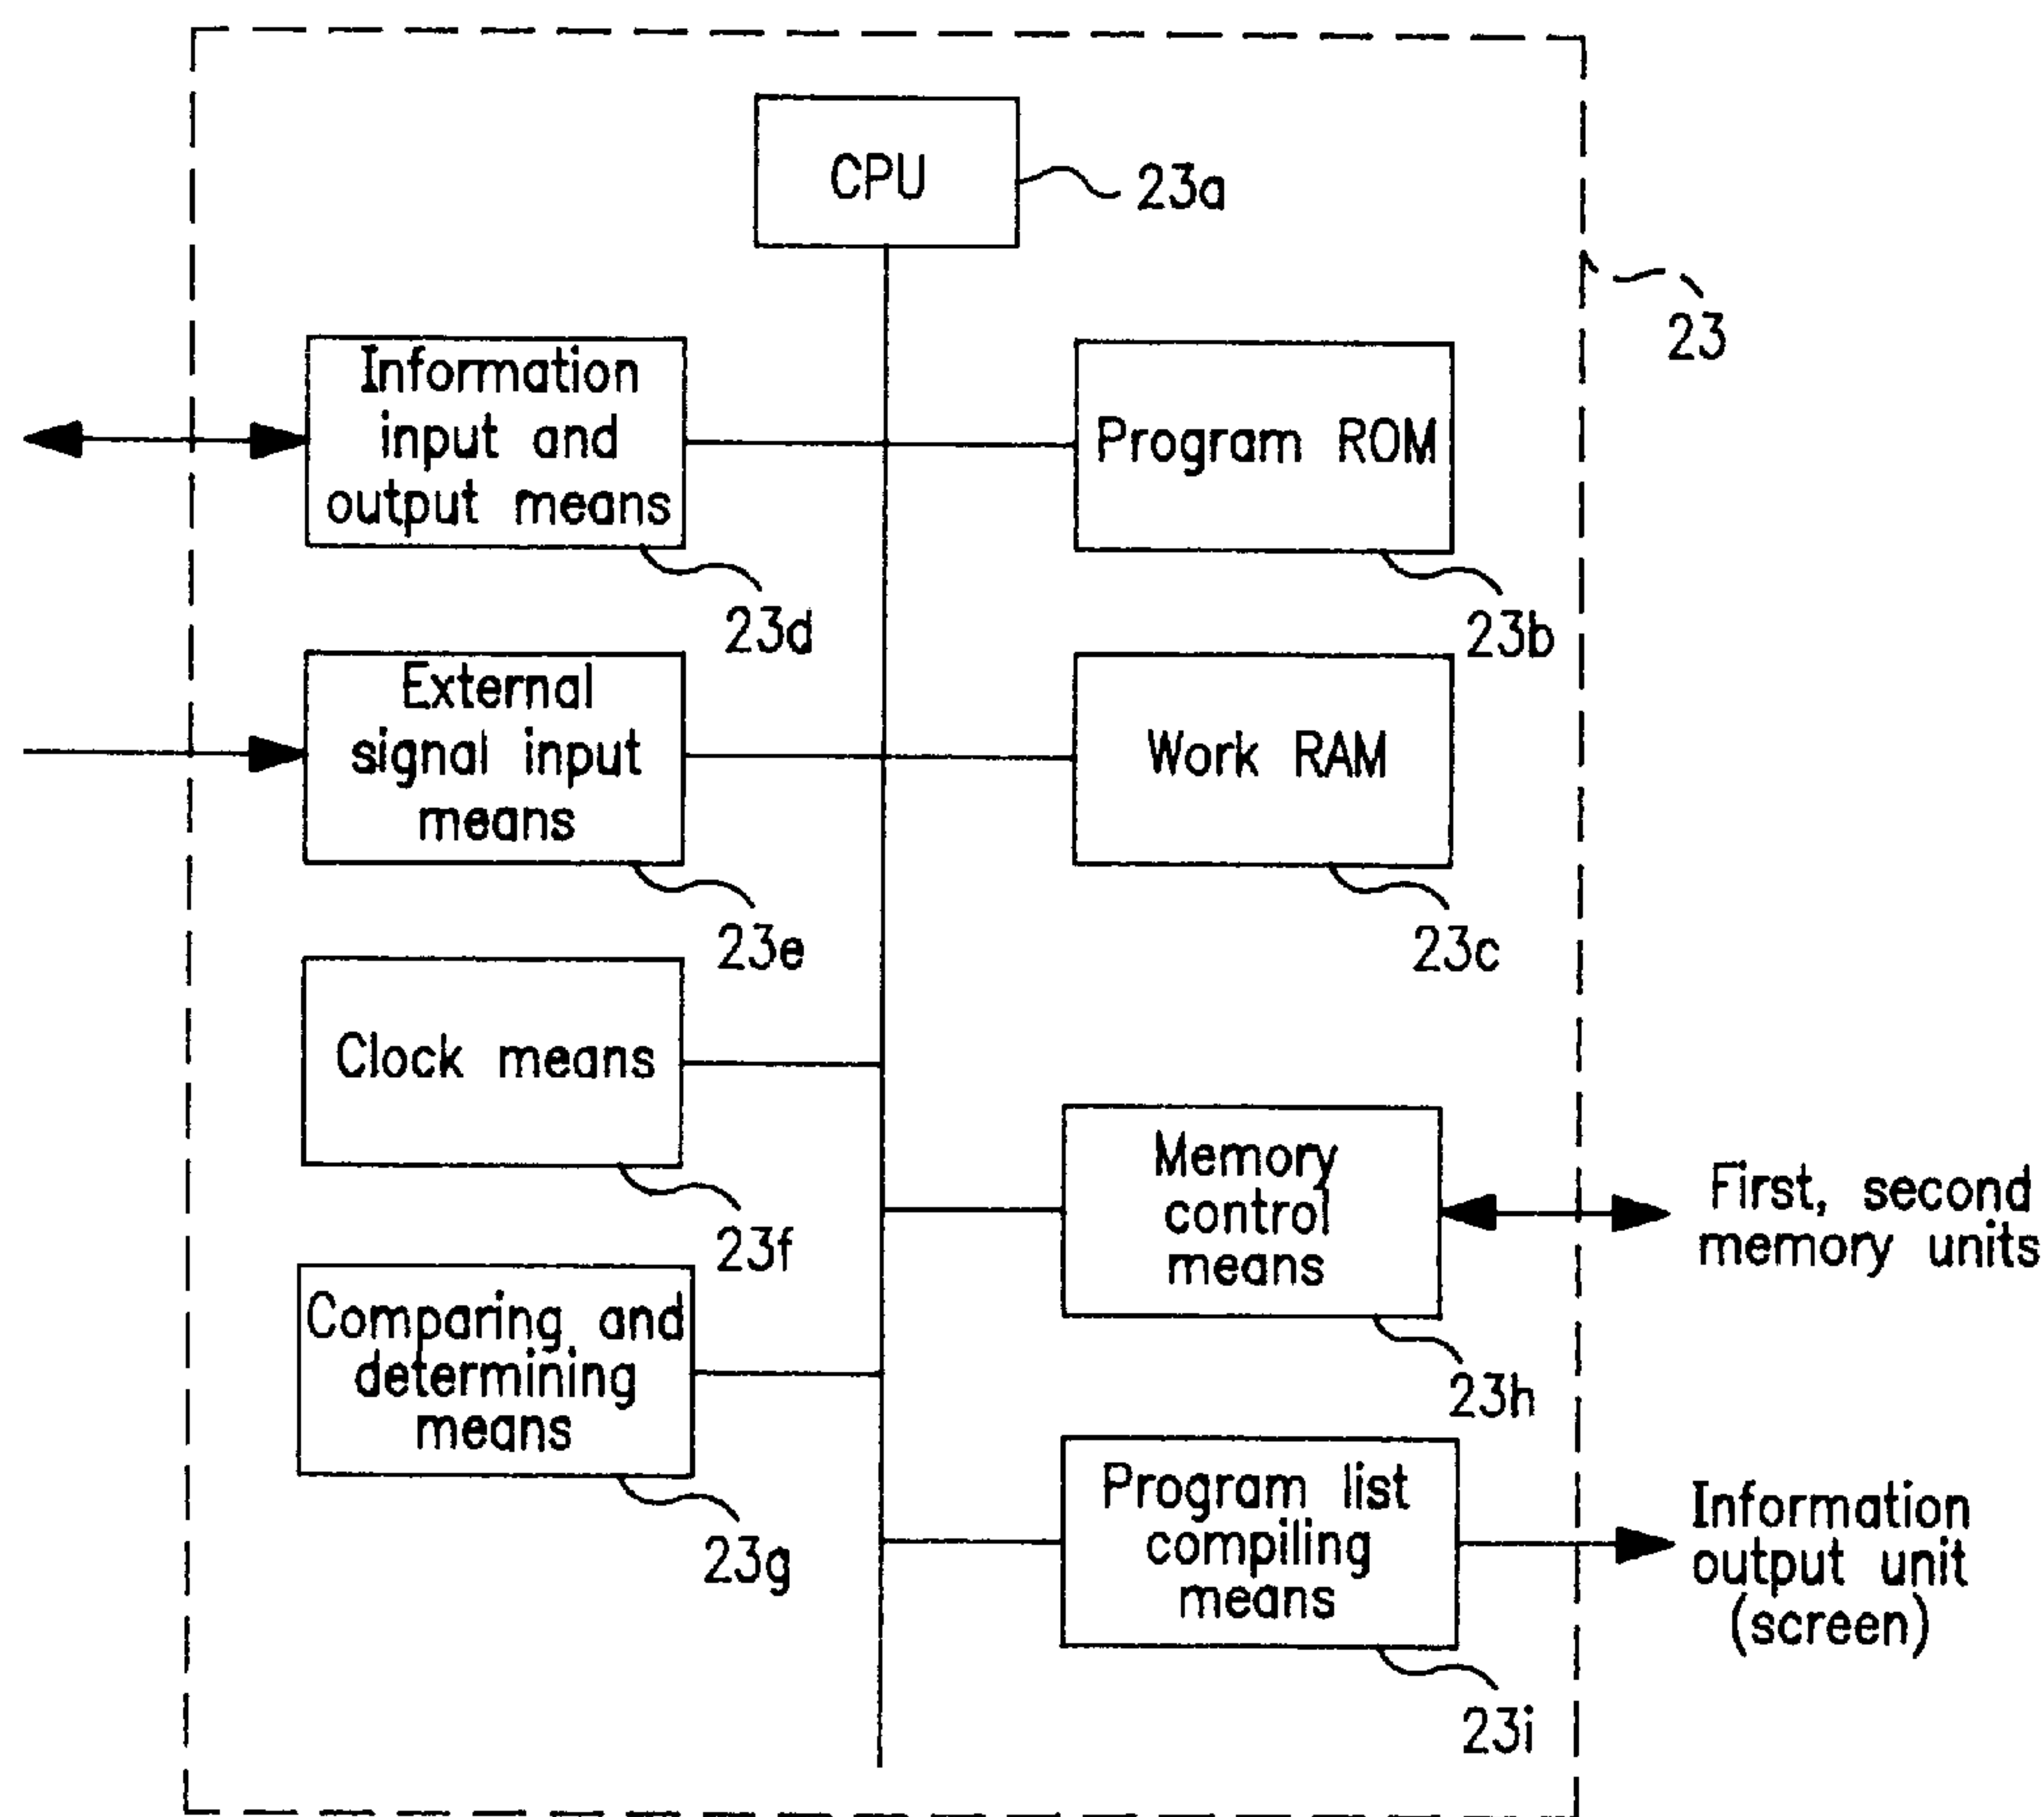 CPU
23a
23
Information
input and
output means
23d
Program ROM
23b
External
signal input
means
23e
Work RAM
23c
Clock means
23f
Memory
control
means
23h
First, second
memory units
Comparing and
determining
means
23g
Program list
compiling
means
23i
Information
output unit
(screen)